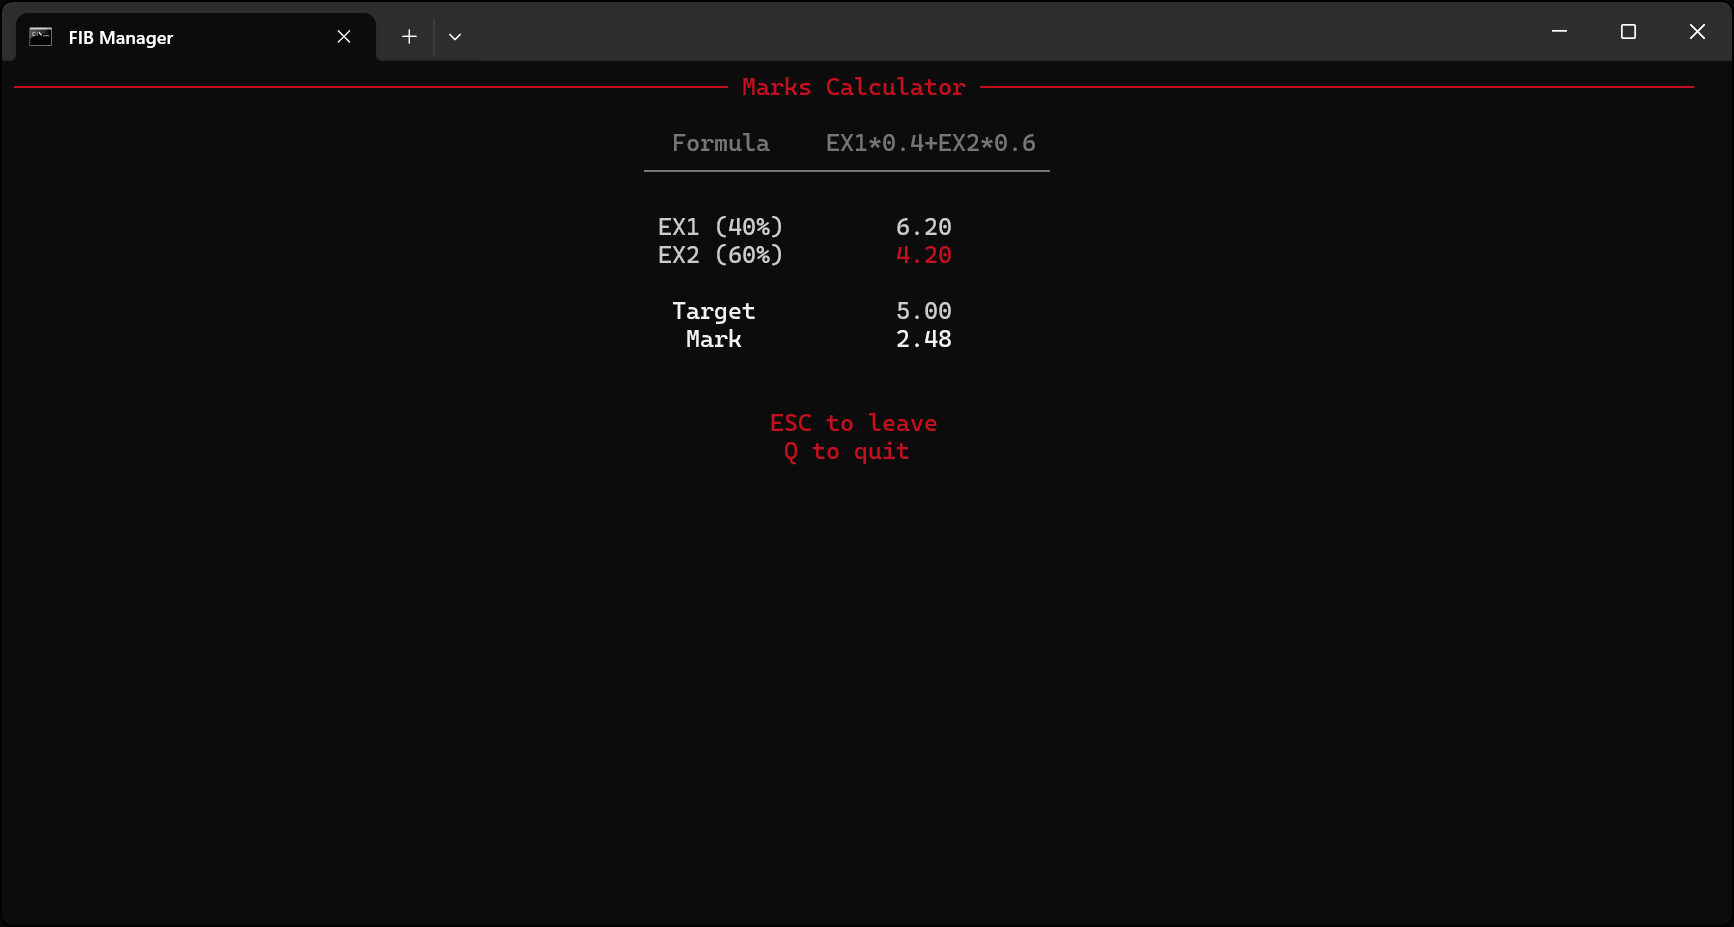 FIB Manager
Marks Calculator
Formula EX1*0.4+EX2*0.6
EX1 (40%) 6.20
EX2 (60%) 4.20
Target 5.00
Mark 2.48
ESC to leave
Q to quit